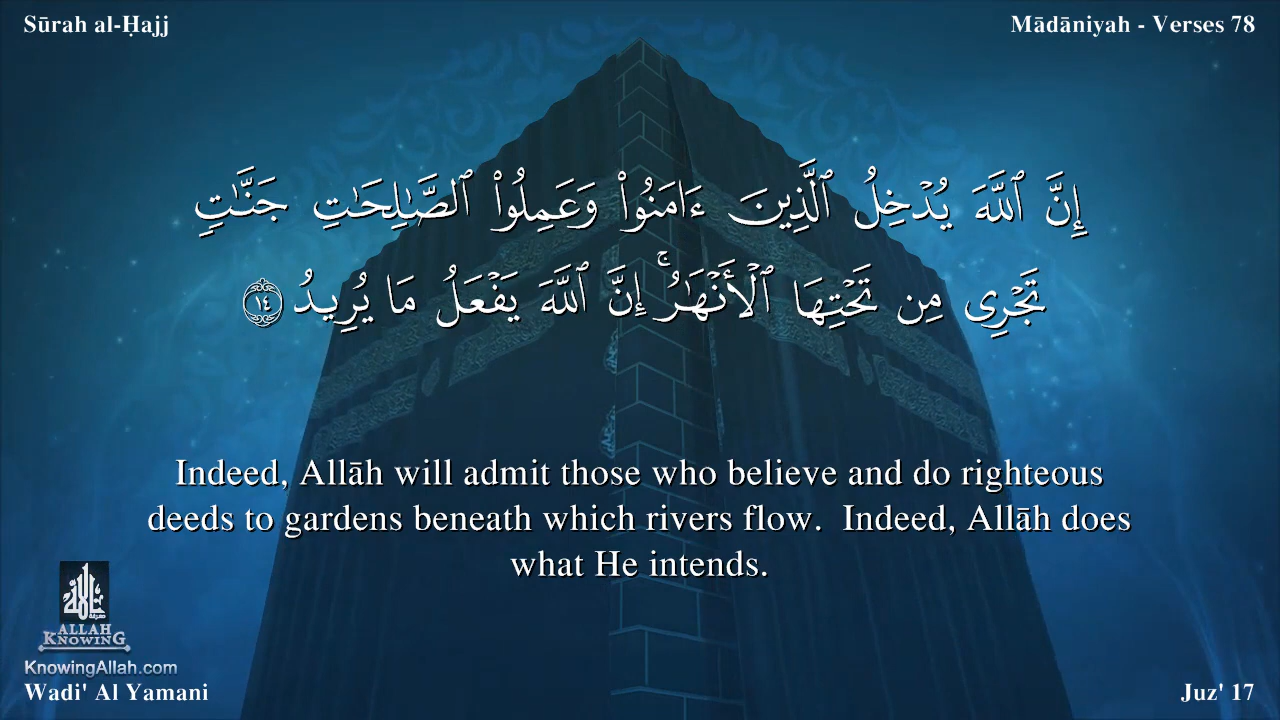 Sūrah al-Ḥajj
Mādāniyah - Verses 78
إِنَّ ٱللَّهَ يُدْخِلُ ٱلَّذِينَ ءَامَنُوا۟ وَعَمِلُوا۟ ٱلصَّـٰلِحَـٰتِ جَنَّـٰتٍ
تَجْرِى مِن تَحْتِهَا ٱلْأَنْهَـٰرُ ۚ إِنَّ ٱللَّهَ يَفْعَلُ مَا يُرِيدُ ١٤
Indeed, Allāh will admit those who believe and do righteous
deeds to gardens beneath which rivers flow.  Indeed, Allāh does
what He intends.
ALLAH
KNOWING
KnowingAllah.com
Wadi' Al Yamani
Juz' 17